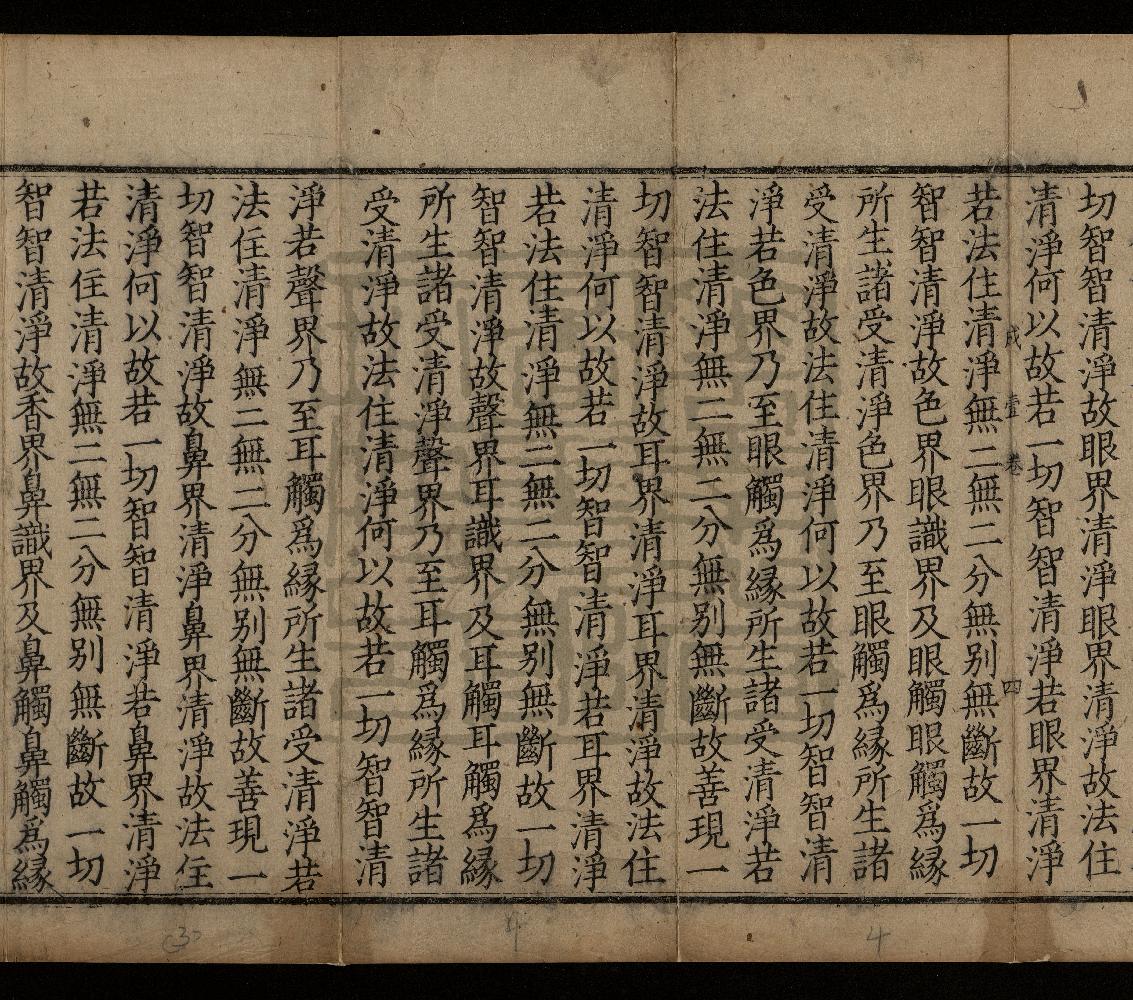 切智智清淨故眼界清淨眼界清淨故法住
清淨何以故若一切智智清淨若眼界清淨
成 壹卷 四
若法住清淨無二無二分無别無斷故一切
智智清淨故色界眼識界及眼觸眼觸爲緣
所生諸受清淨色界乃至眼觸爲緣所生諸
受清淨故法住清淨何以故若一切智智清
淨若色界乃至眼觸爲緣所生諸受清淨若
法住清淨無二無二分無别無斷故善現一
切智智清淨故耳界清淨耳界清淨故法住
清淨何以故若一切智智清淨若耳界清淨
若法住清淨無二無二分無别無斷故一切
智智清淨故聲界耳識界及耳觸耳觸爲緣
所生諸受清淨聲界乃至耳觸爲緣所生諸
受清淨故法住清淨何以故若一切智智清
淨若聲界乃至耳觸爲緣所生諸受清淨若
法住清淨無二無二分無别無斷故善現一
切智智清淨故鼻界清淨鼻界清淨故法住
清淨何以故若一切智智清淨若鼻界清淨
若法住清淨無二無二分無别無斷故一切
智智清淨故香界鼻識界及鼻觸鼻觸爲緣
4
4
3